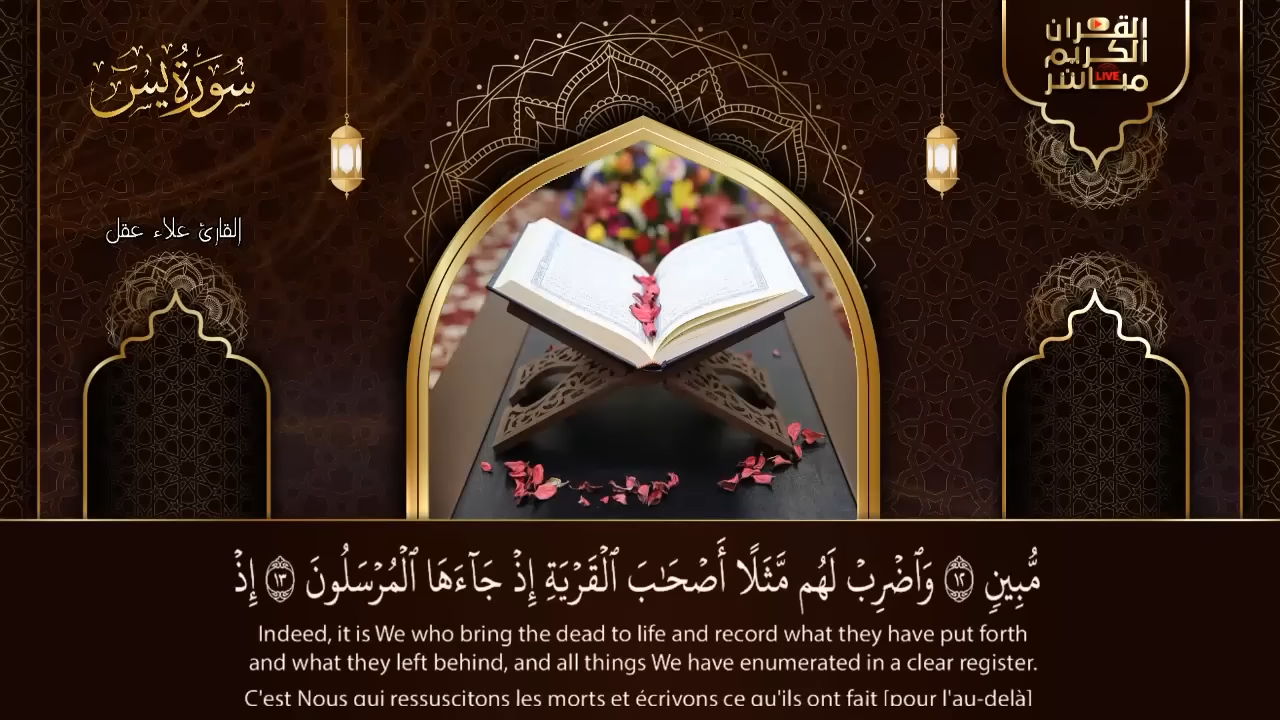 سُورَةُ يسٓ
القرآن
الكريم
مباشر
LIVE
القارئ علاء عقل
مُّبِينٖ ١٢ وَٱضۡرِبۡ لَهُم مَّثَلًا أَصۡحَٰبَ ٱلۡقَرۡيَةِ إِذۡ جَآءَهَا ٱلۡمُرۡسَلُونَ ١٣ إِذۡ
Indeed, it is We who bring the dead to life and record what they have put forth
and what they left behind, and all things We have enumerated in a clear register.
C'est Nous qui ressuscitons les morts et écrivons ce qu'ils ont fait [pour l'au-delà]